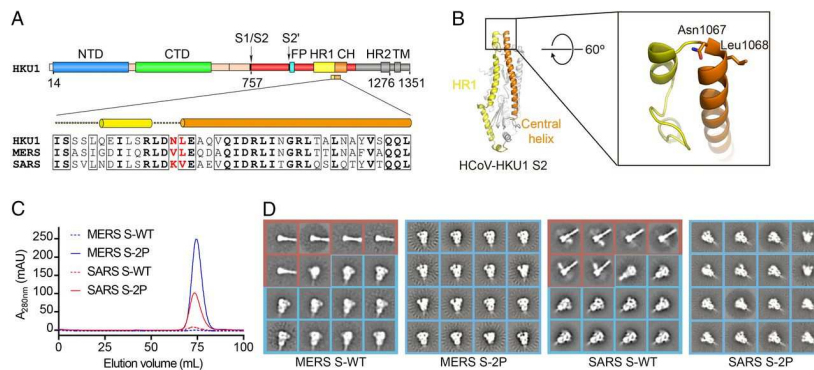 A
S1/S2 S2'
NTD CTD FP HR1 CH HR2 TM
HKU1
14 757 1276 1351
HKU1 ISSSLQEILSRLDNLEAQVQIDRLINGRLTALNAYVSQQL
MERS ISASIGDIIQRLDVLEQDAQIDRLINGRLTTLNAFVAQQL
SARS ISSVLNDILSRLDKVEAEVQIDRLITGRLQSLQTYVTQQL
B
HR1
Central
helix
HCoV-HKU1 S2
60°
Asn1067
Leu1068
C
MERS S-WT
MERS S-2P
SARS S-WT
SARS S-2P
A280nm (mAU)
250
200
150
100
50
0
0 25 50 75 100
Elution volume (mL)
D
MERS S-WT MERS S-2P SARS S-WT SARS S-2P